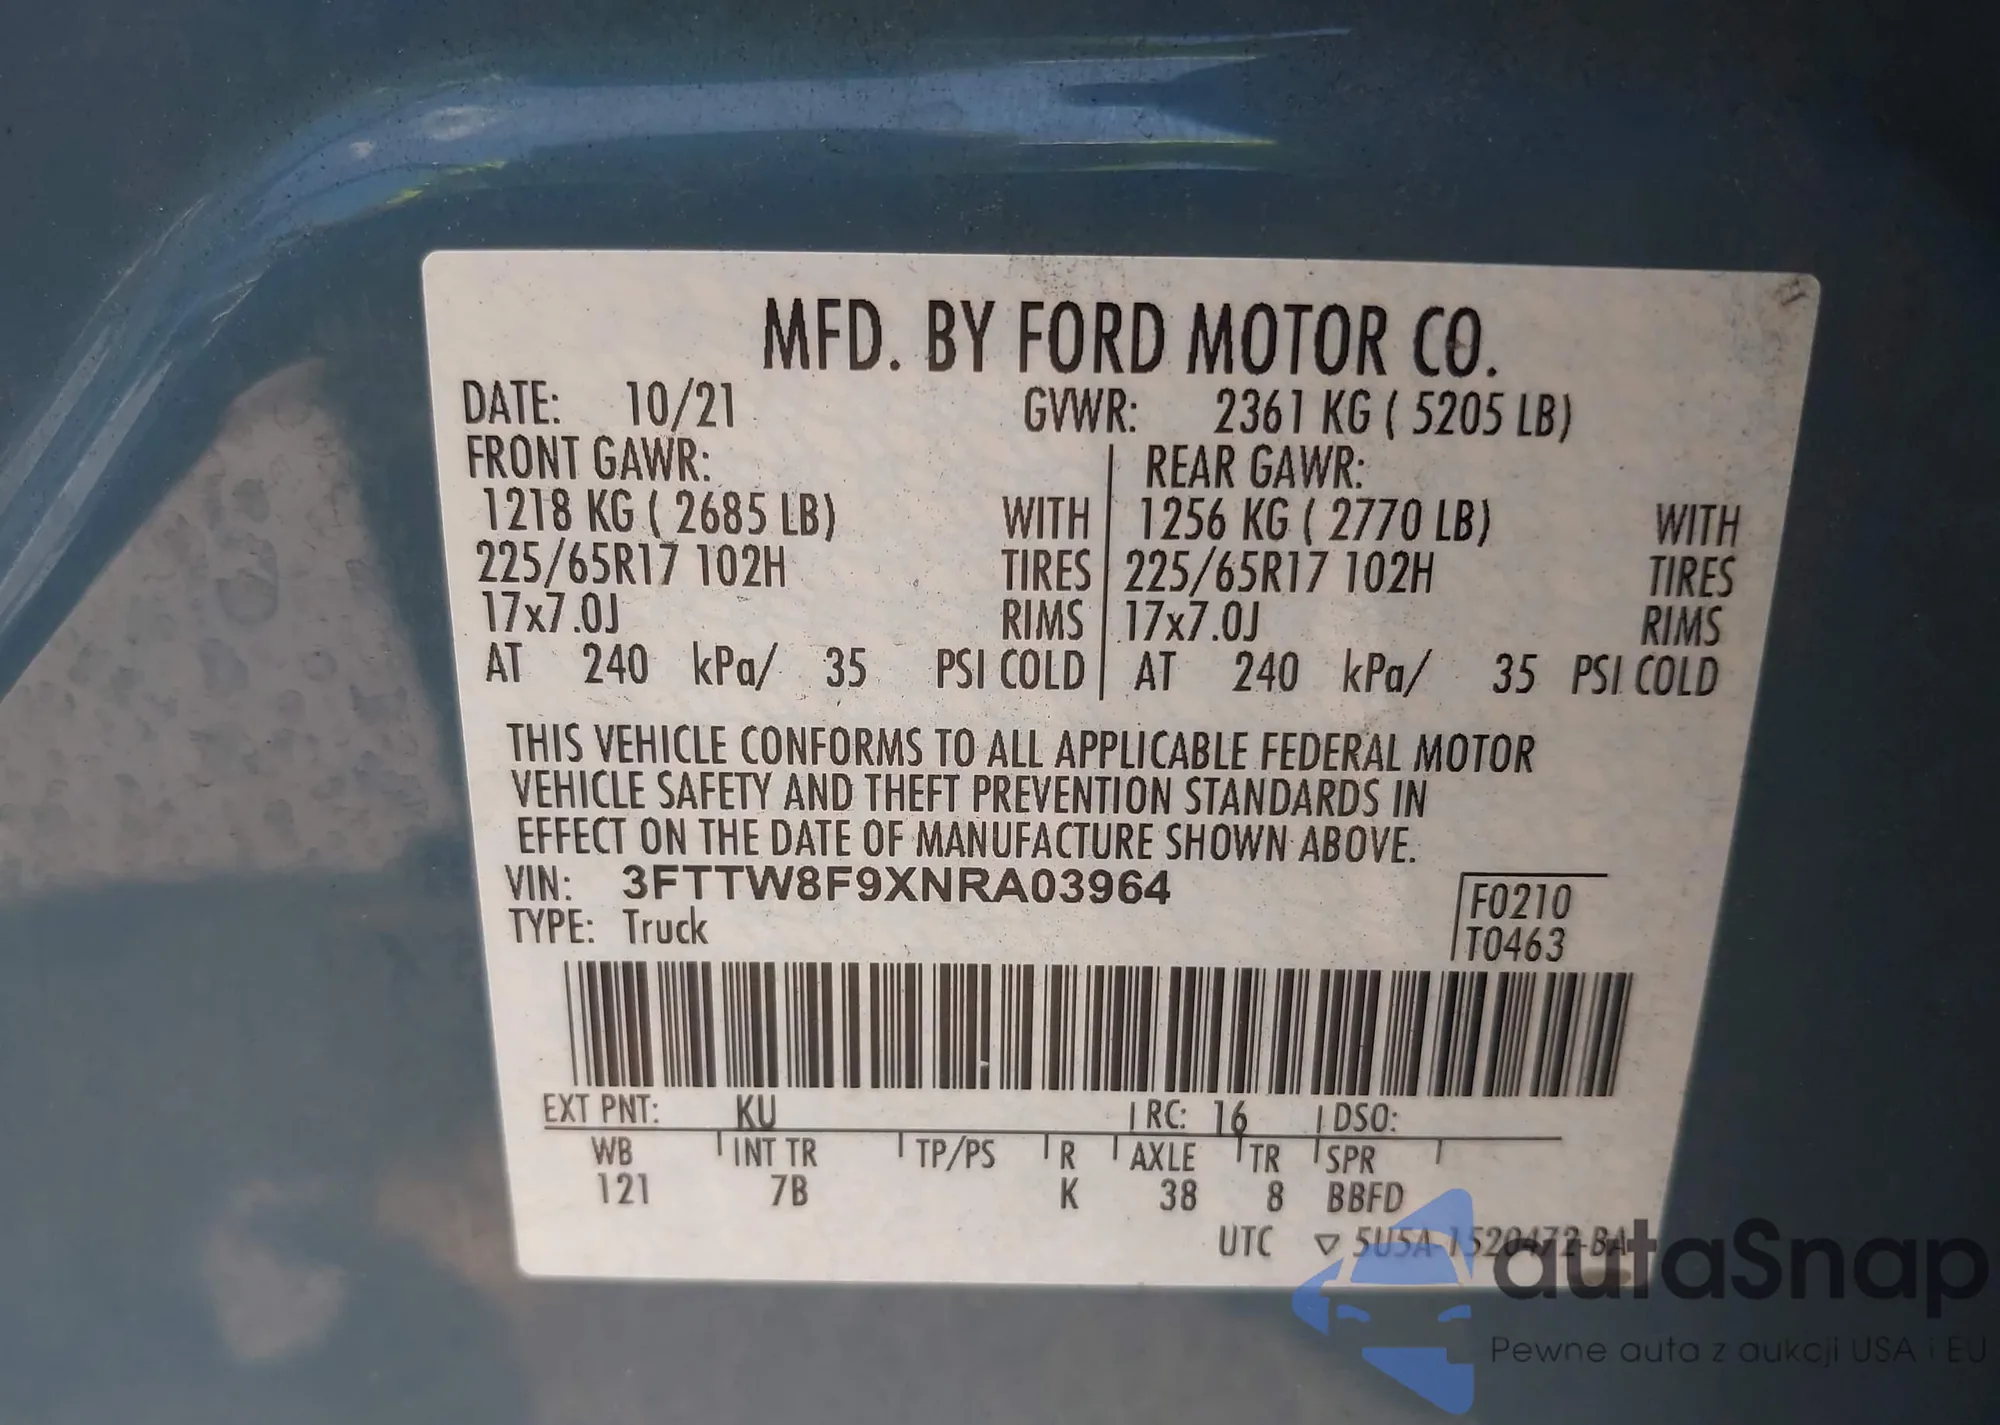 MFD. BY FORD MOTOR CO.
DATE: 10/21 GVWR: 2361 KG ( 5205 LB)
FRONT GAWR: REAR GAWR:
1218 KG ( 2685 LB) WITH 1256 KG ( 2770 LB) WITH
225/65R17 102H TIRES 225/65R17 102H TIRES
17x7.0J RIMS 17x7.0J RIMS
AT 240 kPa/ 35 PSI COLD AT 240 kPa/ 35 PSI COLD
THIS VEHICLE CONFORMS TO ALL APPLICABLE FEDERAL MOTOR
VEHICLE SAFETY AND THEFT PREVENTION STANDARDS IN
EFFECT ON THE DATE OF MANUFACTURE SHOWN ABOVE.
VIN: 3FTTW8F9XNRA03964
TYPE: Truck
F0210
T0463
EXT PNT: KU RC: 16 DSO:
WB INT TR TP/PS R AXLE TR SPR
121 7B K 38 8 BBFD
UTC ▽ 5U5A-1520472-BA
autaSnap
Pewne auta z aukcji USA i EU